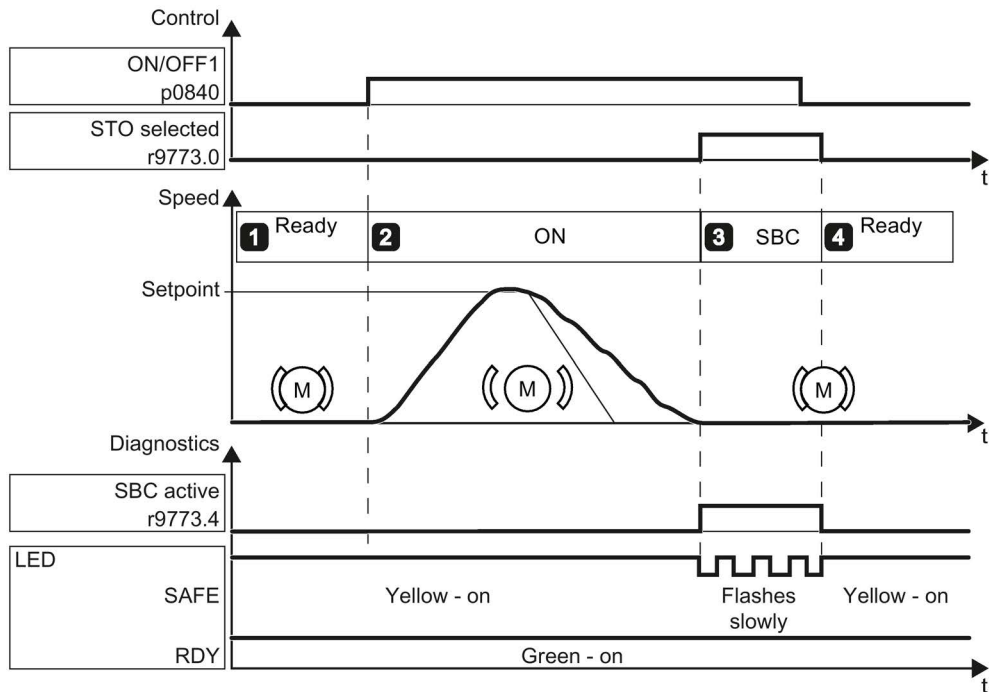 Control
ON/OFF1
p0840
STO selected
r9773.0
t
Speed
1 Ready
2 ON
3 SBC
4 Ready
Setpoint
M
M
M
t
Diagnostics
SBC active
r9773.4
LED
SAFE
Yellow - on
Flashes
slowly
Yellow - on
RDY
Green - on
t